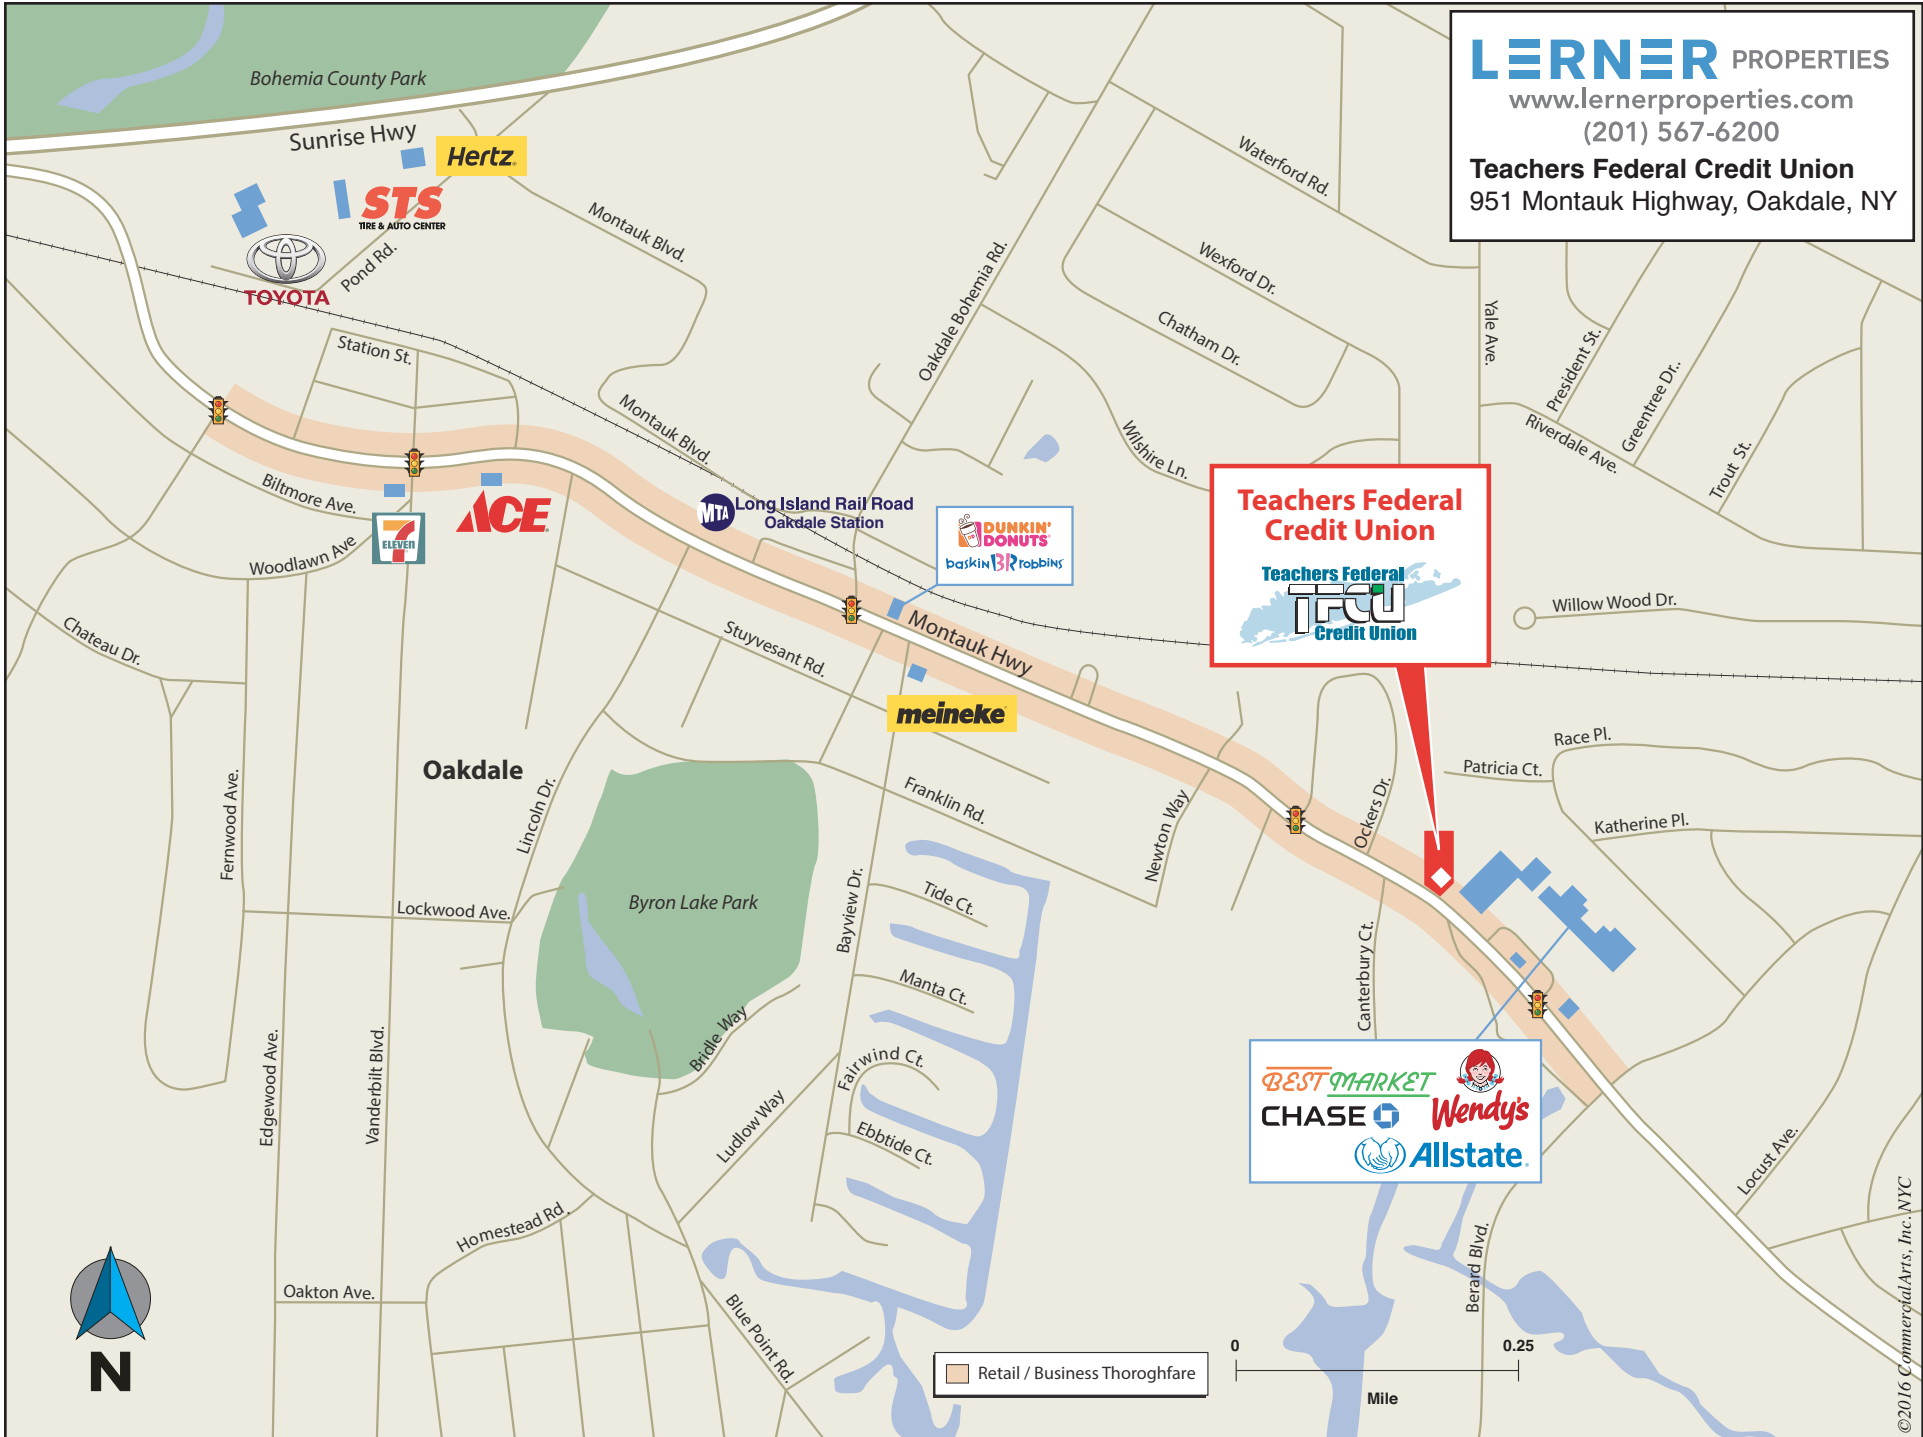 LERNER PROPERTIES
www.lernerproperties.com
(201) 567-6200
Teachers Federal Credit Union
951 Montauk Highway, Oakdale, NY
Bohemia County Park
Sunrise Hwy
Hertz
STS
TIRE & AUTO CENTER
TOYOTA
Pond Rd.
Montauk Blvd.
Waterford Rd.
Wexford Dr.
Chatham Dr.
Oakdale Bohemia Rd.
Yale Ave.
President St.
Greentree Dr..
Riverdale Ave.
Trout St.
Station St.
Montauk Blvd.
Wilshire Ln.
Biltmore Ave.
Woodlawn Ave
7
ELEVEN
ACE
MTA
Long Island Rail Road
Oakdale Station
DUNKIN'
DONUTS
baskin BR robbins
Teachers Federal
Credit Union
Teachers Federal
TFCU
Credit Union
Willow Wood Dr.
Chateau Dr.
Stuyvesant Rd.
Montauk Hwy
meineke
Oakdale
Race Pl.
Patricia Ct.
Katherine Pl.
Fernwood Ave.
Lincoln Dr.
Franklin Rd.
Newton Way
Ockers Dr.
Byron Lake Park
Lockwood Ave.
Bayview Dr.
Tide Ct.
Manta Ct.
Canterbury Ct.
Edgewood Ave.
Vanderbilt Blvd.
Bridle Way
Fairwind Ct.
Ludlow Way
Ebbtide Ct.
BEST MARKET
CHASE
Wendy's
Allstate
Locust Ave.
Homestead Rd.
Oakton Ave.
Blue Point Rd.
Berard Blvd.
N
Retail / Business Thoroghfare
0
0.25
Mile
©2016 CommercialArts, Inc. NYC